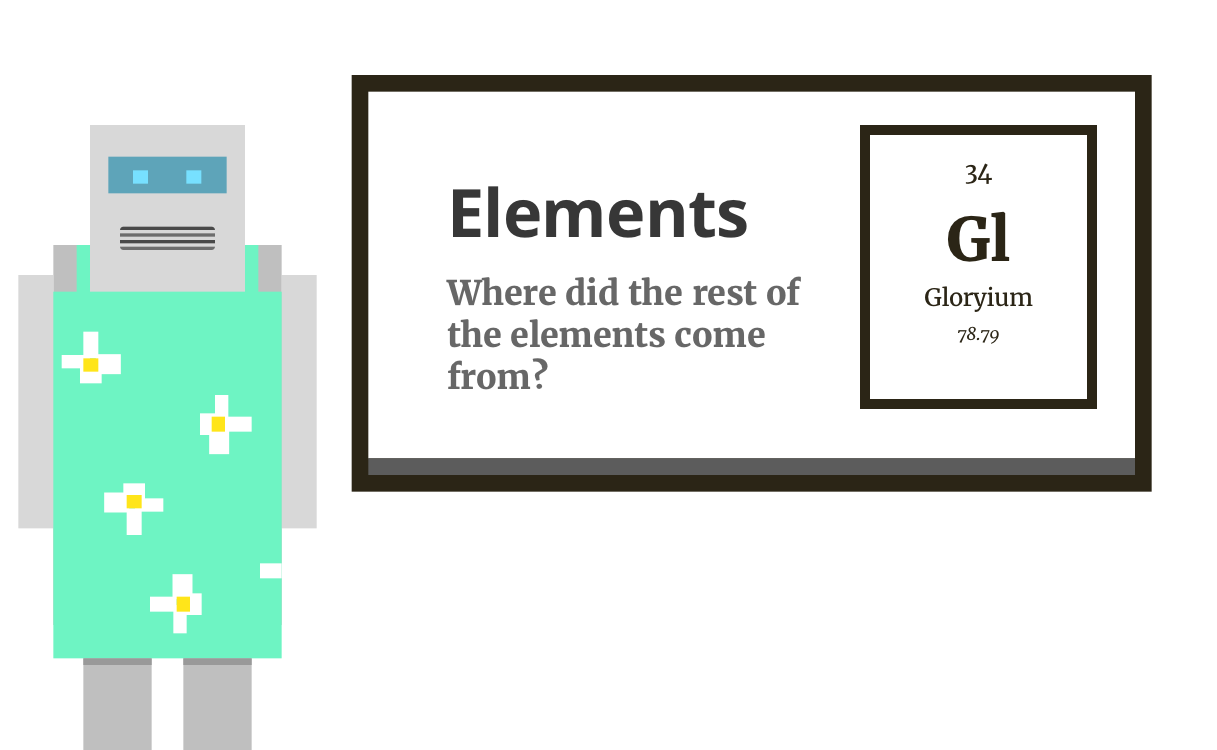 Elements
Where did the rest of
the elements come
from?
34
Gl
Gloryium
78.79